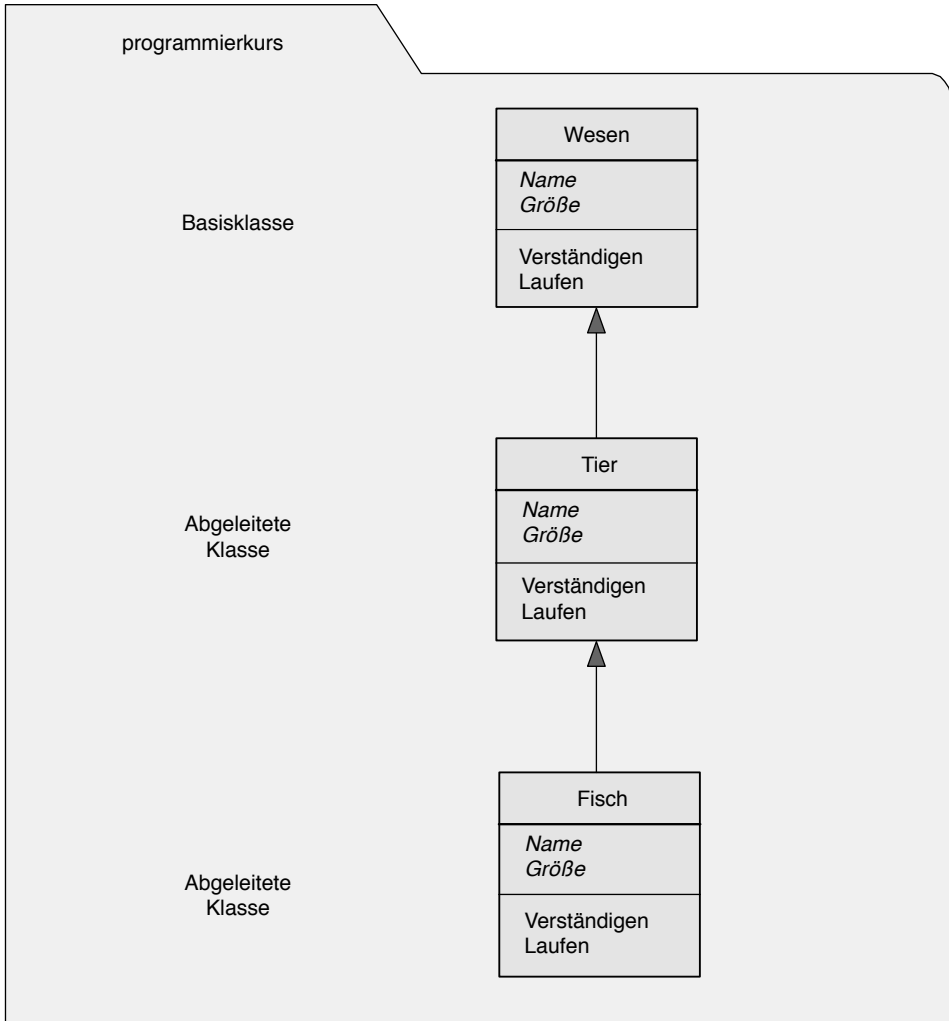 programmierkurs
Wesen
Name
Größe
Basisklasse
Verständigen
Laufen
Tier
Name
Größe
Abgeleitete
Klasse
Verständigen
Laufen
Fisch
Name
Größe
Abgeleitete
Klasse
Verständigen
Laufen